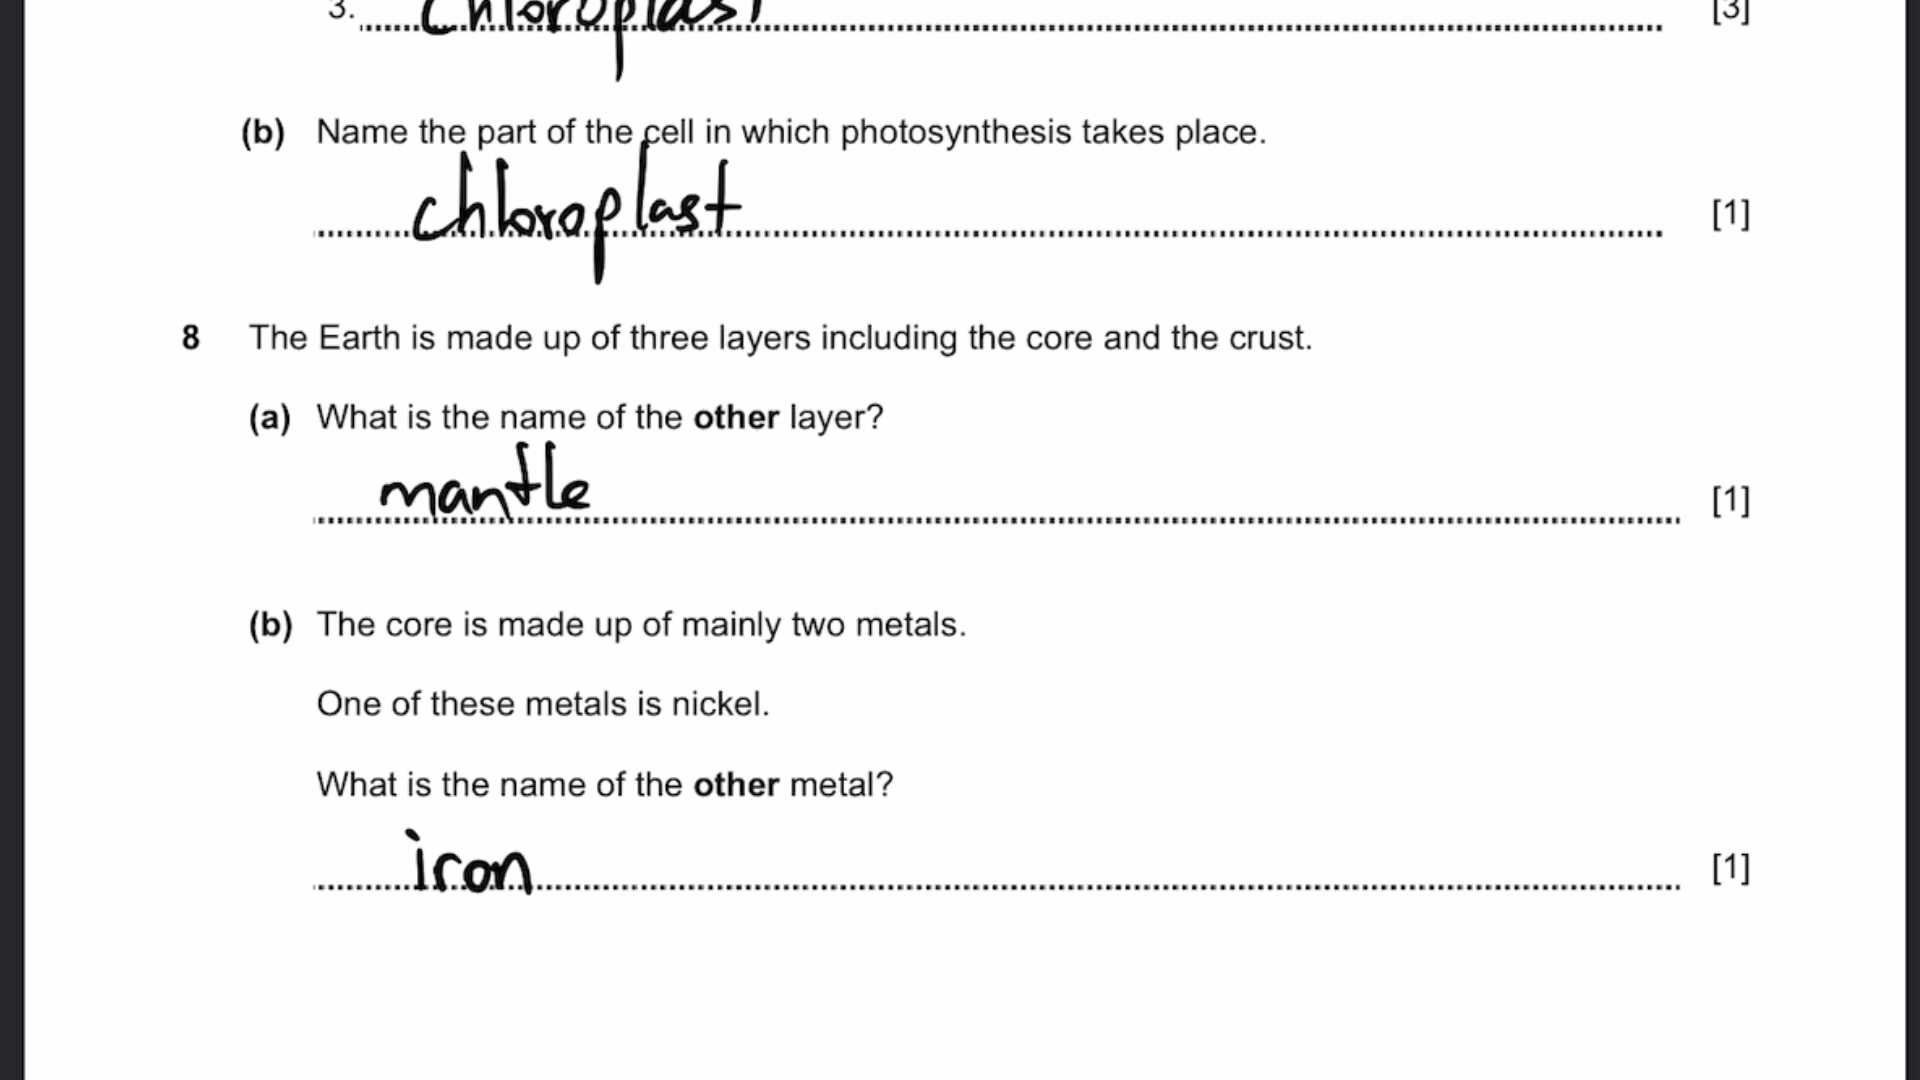 3. chloroplast [3]
(b) Name the part of the cell in which photosynthesis takes place.
chloroplast [1]
8 The Earth is made up of three layers including the core and the crust.
(a) What is the name of the other layer?
mantle [1]
(b) The core is made up of mainly two metals.
One of these metals is nickel.
What is the name of the other metal?
iron [1]